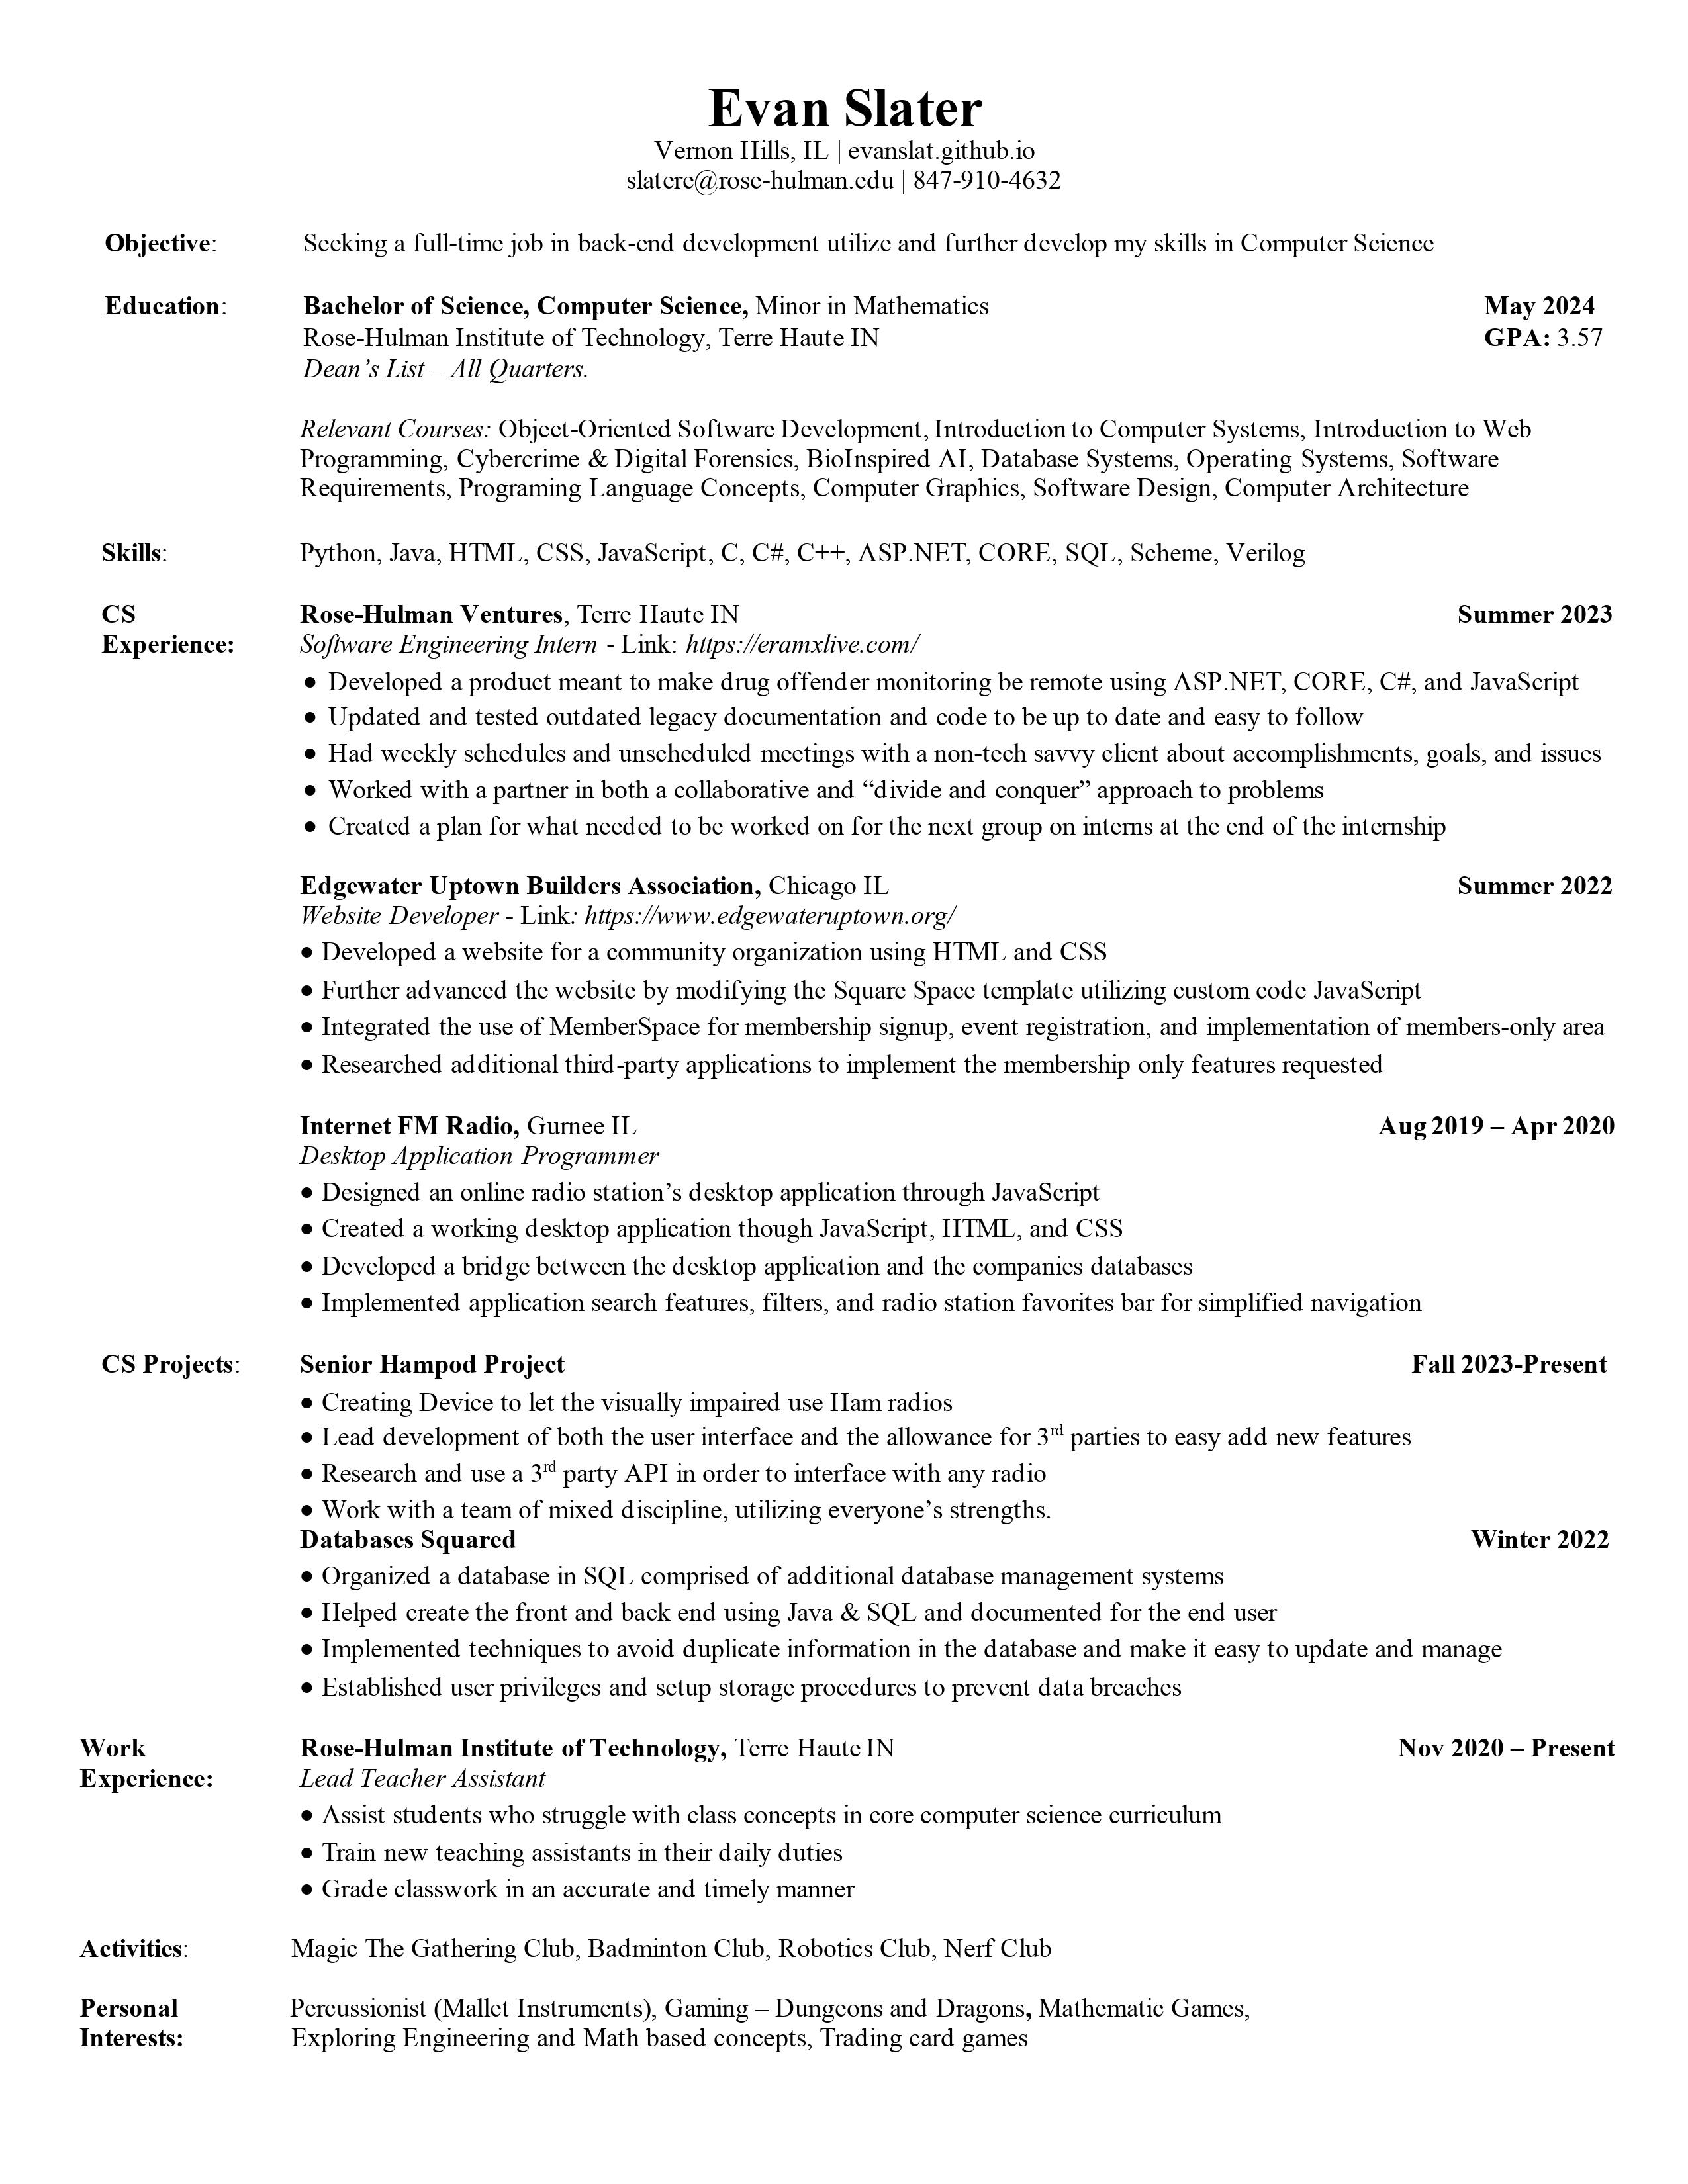 Evan Slater
Vernon Hills, IL | evanslat.github.io
slatere@rose-hulman.edu | 847-910-4632
Objective: Seeking a full-time job in back-end development utilize and further develop my skills in Computer Science
Education: Bachelor of Science, Computer Science, Minor in Mathematics May 2024
Rose-Hulman Institute of Technology, Terre Haute IN GPA: 3.57
Dean’s List – All Quarters.
Relevant Courses: Object-Oriented Software Development, Introduction to Computer Systems, Introduction to Web
Programming, Cybercrime & Digital Forensics, BioInspired AI, Database Systems, Operating Systems, Software
Requirements, Programing Language Concepts, Computer Graphics, Software Design, Computer Architecture
Skills: Python, Java, HTML, CSS, JavaScript, C, C#, C++, ASP.NET, CORE, SQL, Scheme, Verilog
CS Rose-Hulman Ventures, Terre Haute IN Summer 2023
Experience: Software Engineering Intern - Link: https://eramxlive.com/
• Developed a product meant to make drug offender monitoring be remote using ASP.NET, CORE, C#, and JavaScript
• Updated and tested outdated legacy documentation and code to be up to date and easy to follow
• Had weekly schedules and unscheduled meetings with a non-tech savvy client about accomplishments, goals, and issues
• Worked with a partner in both a collaborative and “divide and conquer” approach to problems
• Created a plan for what needed to be worked on for the next group on interns at the end of the internship
Edgewater Uptown Builders Association, Chicago IL Summer 2022
Website Developer - Link: https://www.edgewateruptown.org/
• Developed a website for a community organization using HTML and CSS
• Further advanced the website by modifying the Square Space template utilizing custom code JavaScript
• Integrated the use of MemberSpace for membership signup, event registration, and implementation of members-only area
• Researched additional third-party applications to implement the membership only features requested
Internet FM Radio, Gurnee IL Aug 2019 – Apr 2020
Desktop Application Programmer
• Designed an online radio station’s desktop application through JavaScript
• Created a working desktop application though JavaScript, HTML, and CSS
• Developed a bridge between the desktop application and the companies databases
• Implemented application search features, filters, and radio station favorites bar for simplified navigation
CS Projects: Senior Hampod Project Fall 2023-Present
• Creating Device to let the visually impaired use Ham radios
• Lead development of both the user interface and the allowance for 3rd parties to easy add new features
• Research and use a 3rd party API in order to interface with any radio
• Work with a team of mixed discipline, utilizing everyone’s strengths.
Databases Squared Winter 2022
• Organized a database in SQL comprised of additional database management systems
• Helped create the front and back end using Java & SQL and documented for the end user
• Implemented techniques to avoid duplicate information in the database and make it easy to update and manage
• Established user privileges and setup storage procedures to prevent data breaches
Work Rose-Hulman Institute of Technology, Terre Haute IN Nov 2020 – Present
Experience: Lead Teacher Assistant
• Assist students who struggle with class concepts in core computer science curriculum
• Train new teaching assistants in their daily duties
• Grade classwork in an accurate and timely manner
Activities: Magic The Gathering Club, Badminton Club, Robotics Club, Nerf Club
Personal Percussionist (Mallet Instruments), Gaming – Dungeons and Dragons, Mathematic Games,
Interests: Exploring Engineering and Math based concepts, Trading card games